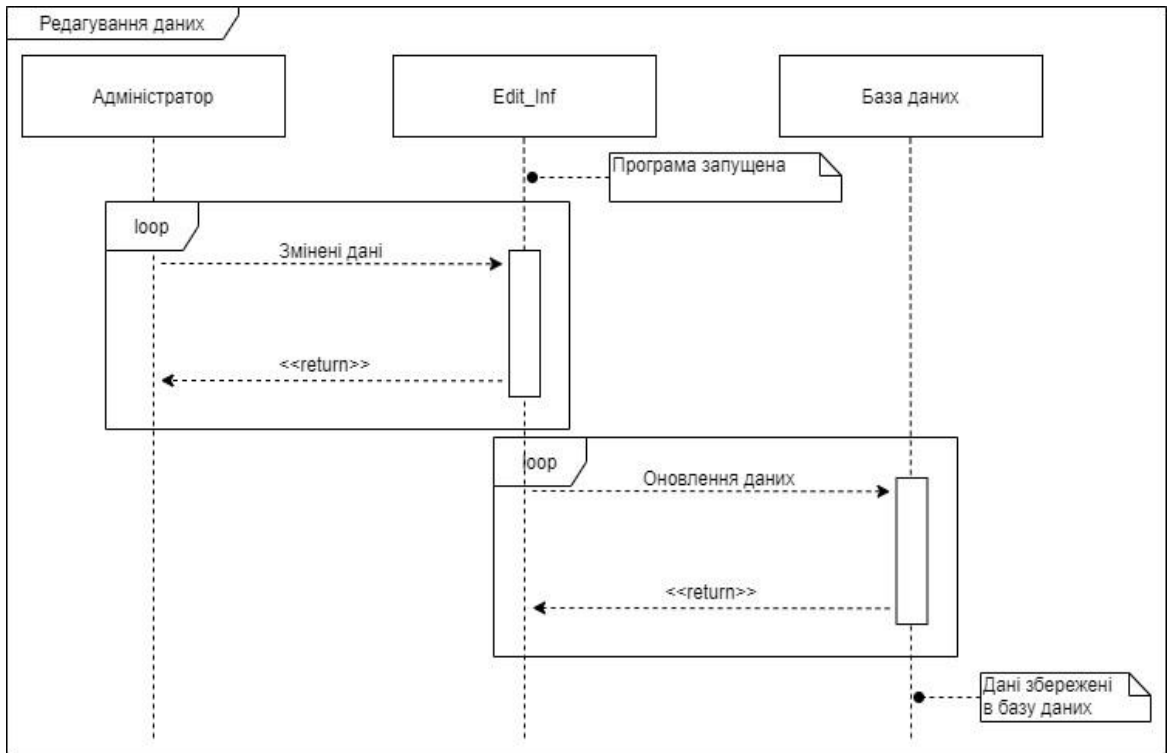 Редагування даних
Адміністратор
Edit_Inf
База даних
Програма запущена
loop
Змінені дані
<<return>>
loop
Оновлення даних
<<return>>
Дані збережені
в базу даних